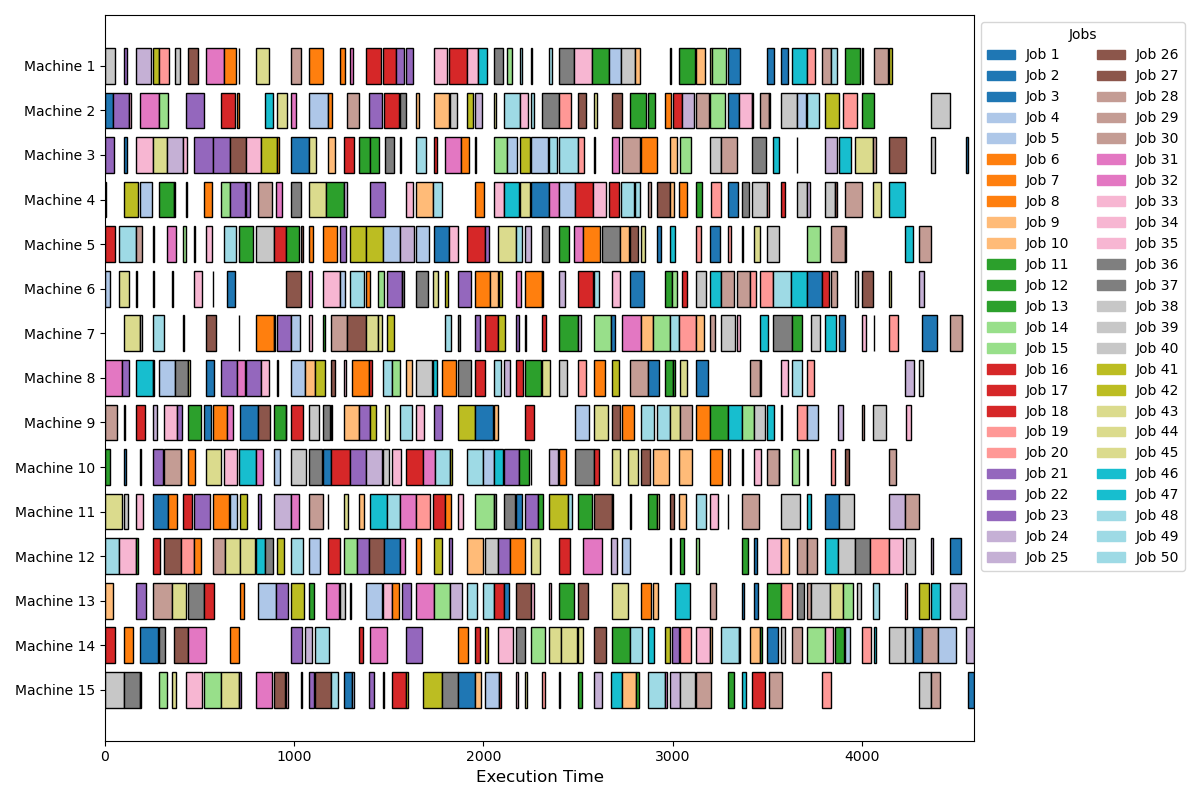 Machine 1
Machine 2
Machine 3
Machine 4
Machine 5
Machine 6
Machine 7
Machine 8
Machine 9
Machine 10
Machine 11
Machine 12
Machine 13
Machine 14
Machine 15
0 1000 2000 3000 4000
Execution Time
Jobs
Job 1 Job 26
Job 2 Job 27
Job 3 Job 28
Job 4 Job 29
Job 5 Job 30
Job 6 Job 31
Job 7 Job 32
Job 8 Job 33
Job 9 Job 34
Job 10 Job 35
Job 11 Job 36
Job 12 Job 37
Job 13 Job 38
Job 14 Job 39
Job 15 Job 40
Job 16 Job 41
Job 17 Job 42
Job 18 Job 43
Job 19 Job 44
Job 20 Job 45
Job 21 Job 46
Job 22 Job 47
Job 23 Job 48
Job 24 Job 49
Job 25 Job 50